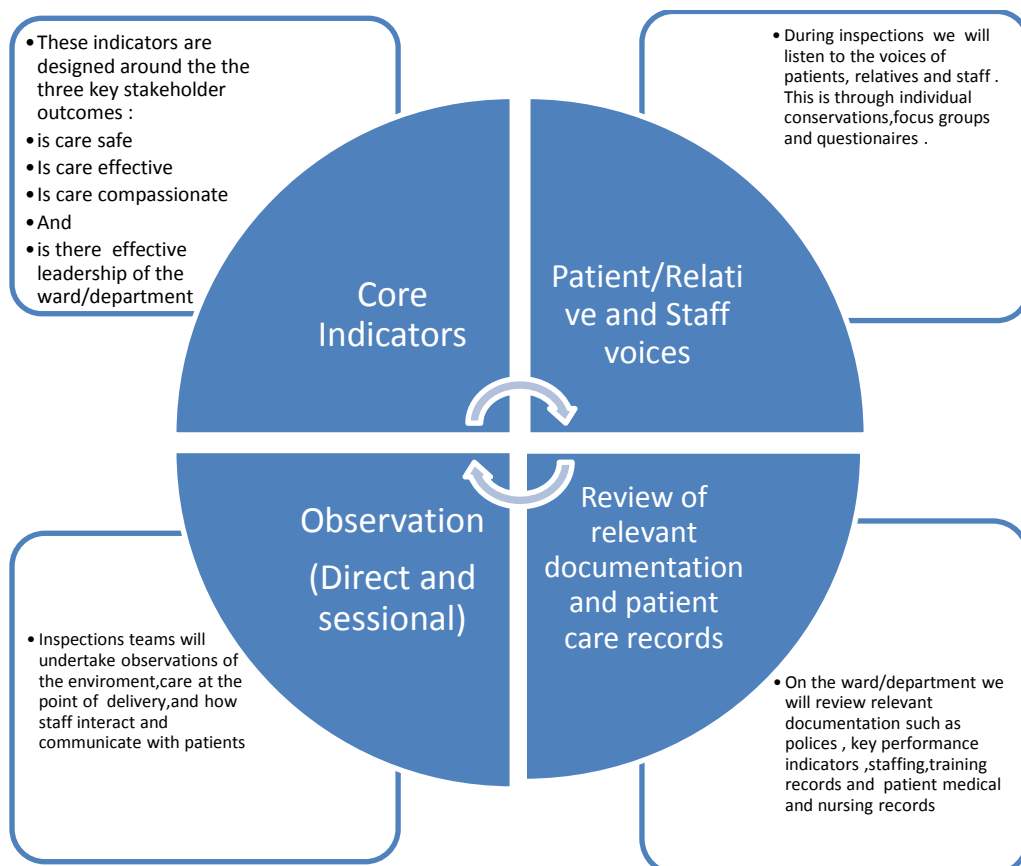 •These indicators are
designed around the the
three key stakeholder
outcomes :
•is care safe
•Is care effective
•Is care compassionate
•And
•is there  effective
leadership of the
ward/department
•During inspections  we  will
listen to the voices of
patients, relatives and staff .
This is through individual
conservations,focus groups
and questionaires .
Core
Indicators
Patient/Relati
ve and Staff
voices
Observation
(Direct and
sessional)
Review of
relevant
documentation
and patient
care records
•Inspections teams will
undertake observations of
the enviroment,care at the
point of  delivery,and how
staff interact and
communicate with patients
•On the ward/department we
will review relevant
documentation such as
polices , key performance
indicators ,staffing,training
records and  patient medical
and nursing records